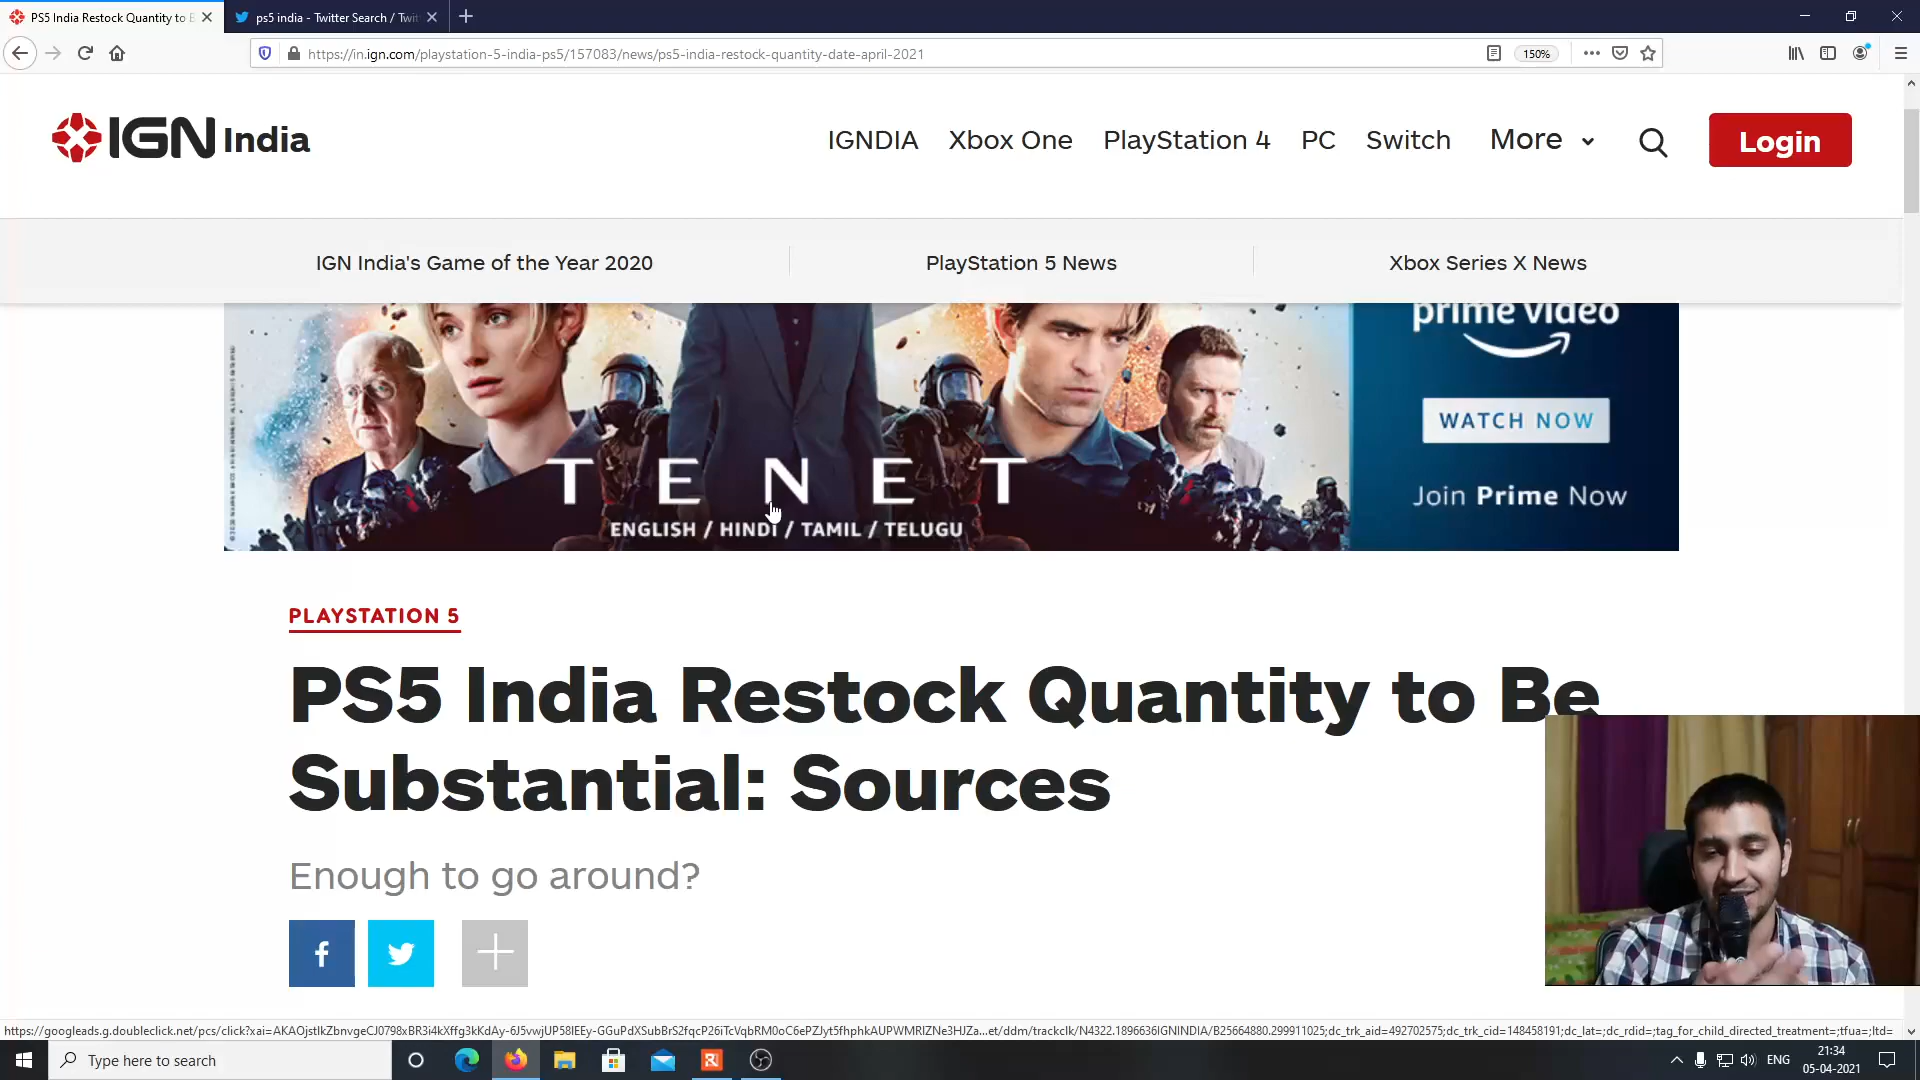 PS5 India Restock Quantity to B
ps5 india - Twitter Search / Twit
https://in.ign.com/playstation-5-india-ps5/157083/news/ps5-india-restock-quantity-date-april-2021
150%
IGN India
IGNDIA Xbox One PlayStation 4 PC Switch More
Login
IGN India's Game of the Year 2020
PlayStation 5 News
Xbox Series X News
prime video
WATCH NOW
Join Prime Now
TENET
ENGLISH / HINDI / TAMIL / TELUGU
PLAYSTATION 5
PS5 India Restock Quantity to Be
Substantial: Sources
Enough to go around?
Type here to search
ENG
21:34
05-04-2021